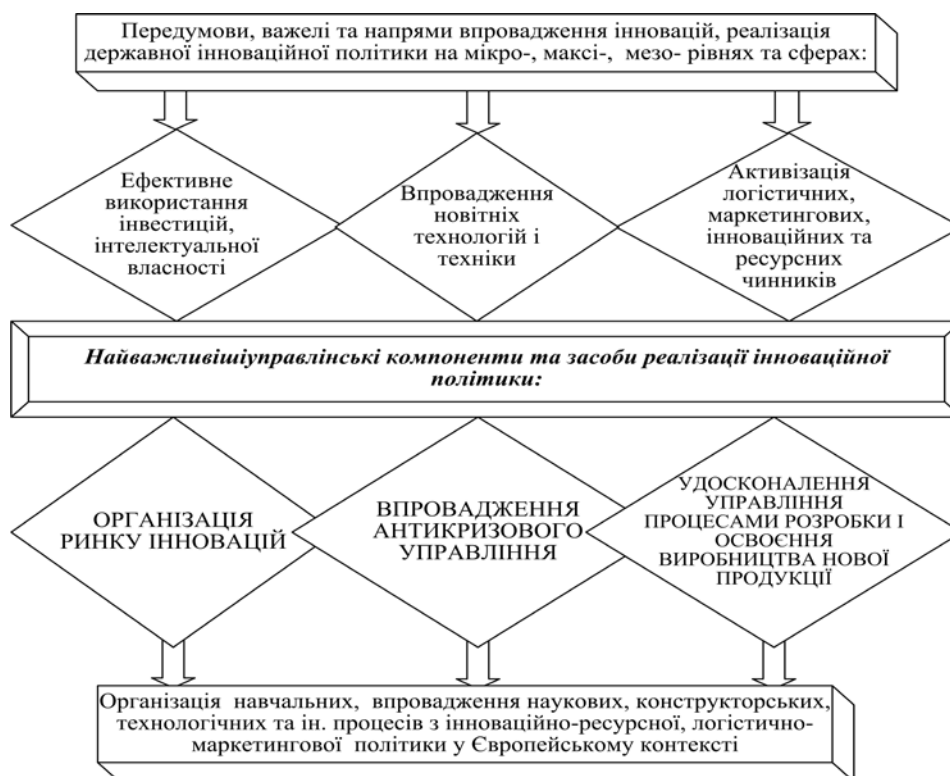 Передумови, важелі та напрями впровадження інновацій, реалізація
державної інноваційної політики на мікро-, максі-, мезо- рівнях та сферах:
Ефективне
використання
інвестицій,
інтелектуальної
власності
Впровадження
новітніх
технологій і
техніки
Активізація
логістичних,
маркетингових,
інноваційних та
ресурсних
чинників
Найважливішіуправлінські компоненти та засоби реалізації інноваційної
політики:
ОРГАНІЗАЦІЯ
РИНКУ ІННОВАЦІЙ
ВПРОВАДЖЕННЯ
АНТИКРИЗОВОГО
УПРАВЛІННЯ
УДОСКОНАЛЕННЯ
УПРАВЛІННЯ
ПРОЦЕСАМИ РОЗРОБКИ І
ОСВОЄННЯ
ВИРОБНИЦТВА НОВОЇ
ПРОДУКЦІЇ
Організація навчальних, впровадження наукових, конструкторських,
технологічних та ін. процесів з інноваційно-ресурсної, логістично-
маркетингової політики у Європейському контексті